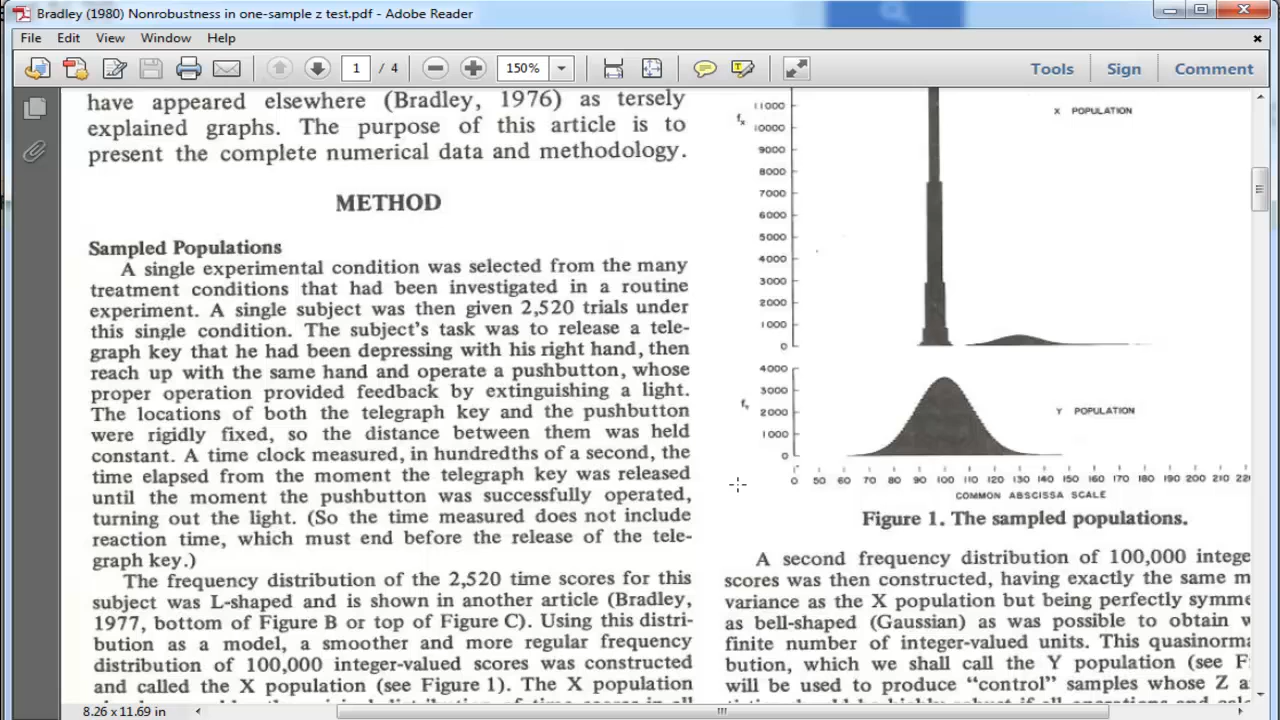 Bradley (1980) Nonrobustness in one-sample z test.pdf - Adobe Reader
File Edit View Window Help
1 / 4 150% Tools Sign Comment
have appeared elsewhere (Bradley, 1976) as tersely
explained graphs. The purpose of this article is to
present the complete numerical data and methodology.
METHOD
Sampled Populations
A single experimental condition was selected from the many
treatment conditions that had been investigated in a routine
experiment. A single subject was then given 2,520 trials under
this single condition. The subject's task was to release a tele-
graph key that he had been depressing with his right hand, then
reach up with the same hand and operate a pushbutton, whose
proper operation provided feedback by extinguishing a light.
The locations of both the telegraph key and the pushbutton
were rigidly fixed, so the distance between them was held
constant. A time clock measured, in hundredths of a second, the
time elapsed from the moment the telegraph key was released
until the moment the pushbutton was successfully operated,
turning out the light. (So the time measured does not include
reaction time, which must end before the release of the tele-
graph key.)
The frequency distribution of the 2,520 time scores for this
subject was L-shaped and is shown in another article (Bradley,
1977, bottom of Figure B or top of Figure C). Using this distri-
bution as a model, a smoother and more regular frequency
distribution of 100,000 integer-valued scores was constructed
and called the X population (see Figure 1). The X population
fx
11000
10000
9000
8000
7000
6000
5000
4000
3000
2000
1000
0
X POPULATION
fY
4000
3000
2000
1000
0
Y POPULATION
0 50 60 70 80 90 100 110 120 130 140 150 160 170 180 190 200 210 22
COMMON ABSCISSA SCALE
Figure 1. The sampled populations.
A second frequency distribution of 100,000 intege
scores was then constructed, having exactly the same m
variance as the X population but being perfectly symme
as bell-shaped (Gaussian) as was possible to obtain w
finite number of integer-valued units. This quasinorma
bution, which we shall call the Y population (see F
will be used to produce "control" samples whose Z a
8.26 x 11.69 in